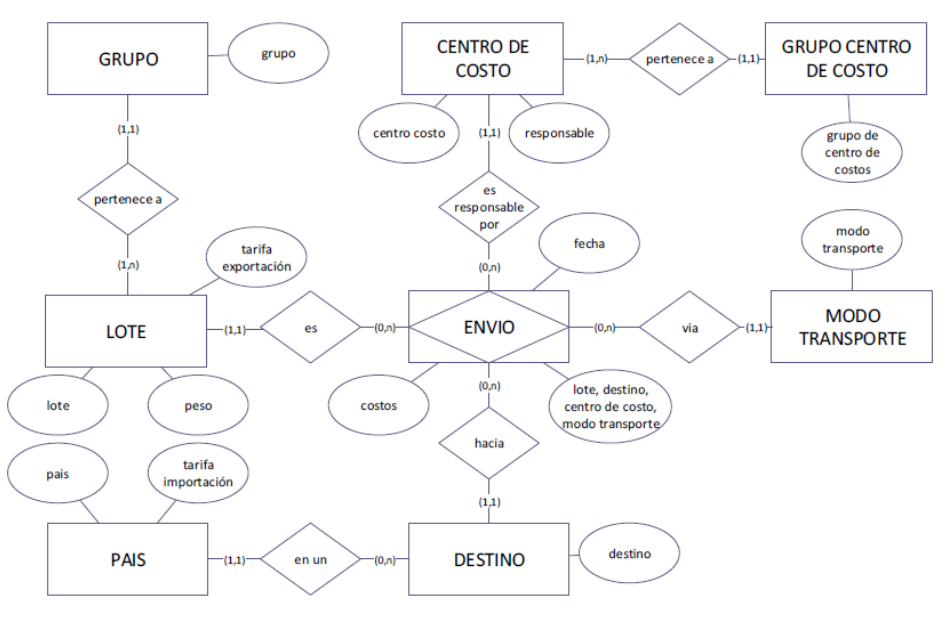 GRUPO
grupo
CENTRO DE
COSTO
(1,n)
pertenece a
(1,1)
GRUPO CENTRO
DE COSTO
(1,1)
centro costo
(1,1)
responsable
grupo de
centro de
costos
pertenece a
es
responsable
por
(1,n)
tarifa
exportación
(0,n)
fecha
modo
transporte
LOTE
(1,1)
es
(0,n)
ENVIO
(0,n)
via
(1,1)
MODO
TRANSPORTE
lote
peso
costos
(0,n)
lote, destino,
centro de costo,
modo transporte
hacia
pais
tarifa
importación
(1,1)
PAIS
(1,1)
en un
(0,n)
DESTINO
destino